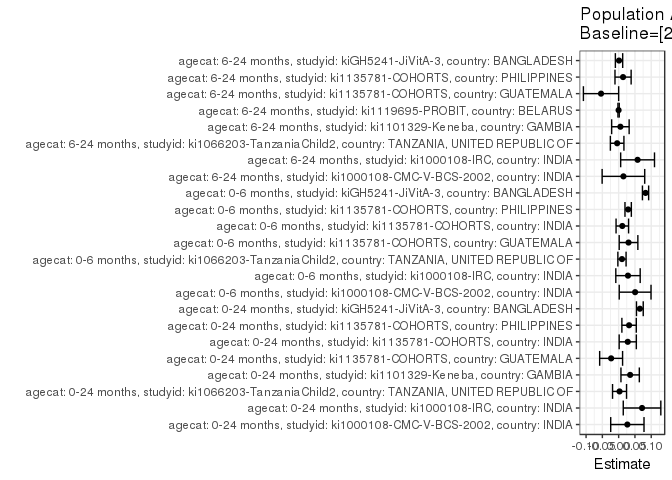 Population
Baseline=[2
agecat: 6-24 months, studyid: kiGH5241-JiVitA-3, country: BANGLADESH
agecat: 6-24 months, studyid: ki1135781-COHORTS, country: PHILIPPINES
agecat: 6-24 months, studyid: ki1135781-COHORTS, country: GUATEMALA
agecat: 6-24 months, studyid: ki1119695-PROBIT, country: BELARUS
agecat: 6-24 months, studyid: ki1101329-Keneba, country: GAMBIA
agecat: 6-24 months, studyid: ki1066203-TanzaniaChild2, country: TANZANIA, UNITED REPUBLIC OF
agecat: 6-24 months, studyid: ki1000108-IRC, country: INDIA
agecat: 6-24 months, studyid: ki1000108-CMC-V-BCS-2002, country: INDIA
agecat: 0-6 months, studyid: kiGH5241-JiVitA-3, country: BANGLADESH
agecat: 0-6 months, studyid: ki1135781-COHORTS, country: PHILIPPINES
agecat: 0-6 months, studyid: ki1135781-COHORTS, country: INDIA
agecat: 0-6 months, studyid: ki1135781-COHORTS, country: GUATEMALA
agecat: 0-6 months, studyid: ki1066203-TanzaniaChild2, country: TANZANIA, UNITED REPUBLIC OF
agecat: 0-6 months, studyid: ki1000108-IRC, country: INDIA
agecat: 0-6 months, studyid: ki1000108-CMC-V-BCS-2002, country: INDIA
agecat: 0-24 months, studyid: kiGH5241-JiVitA-3, country: BANGLADESH
agecat: 0-24 months, studyid: ki1135781-COHORTS, country: PHILIPPINES
agecat: 0-24 months, studyid: ki1135781-COHORTS, country: INDIA
agecat: 0-24 months, studyid: ki1135781-COHORTS, country: GUATEMALA
agecat: 0-24 months, studyid: ki1101329-Keneba, country: GAMBIA
agecat: 0-24 months, studyid: ki1066203-TanzaniaChild2, country: TANZANIA, UNITED REPUBLIC OF
agecat: 0-24 months, studyid: ki1000108-IRC, country: INDIA
agecat: 0-24 months, studyid: ki1000108-CMC-V-BCS-2002, country: INDIA
-0.10 -0.05 0.00 0.05 0.10
Estimate